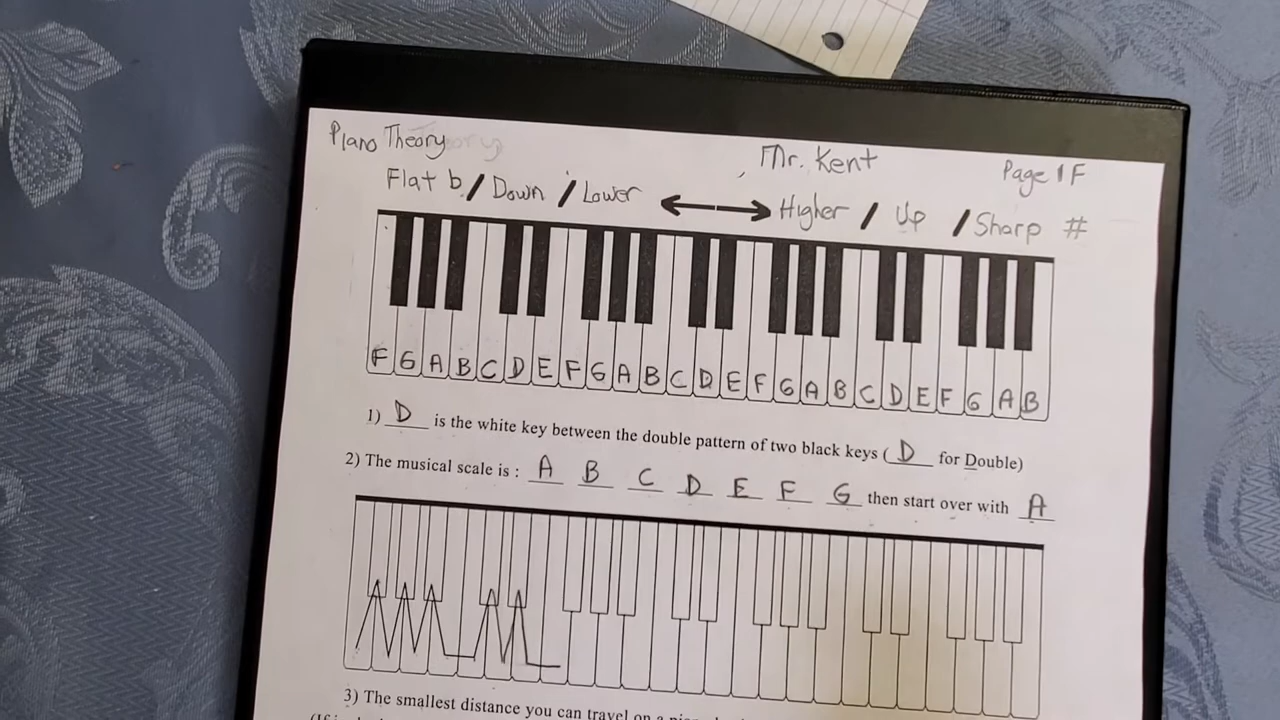 Piano Theory
Mr. Kent
Page 1F
Flat b / Down / Lower ⟷ Higher / Up / Sharp #
F G A B C D E F G A B C D E F G A B C D E F G A B
1) D is the white key between the double pattern of two black keys ( D for Double)
2) The musical scale is : A B C D E F G then start over with A
3) The smallest distance you can travel on a